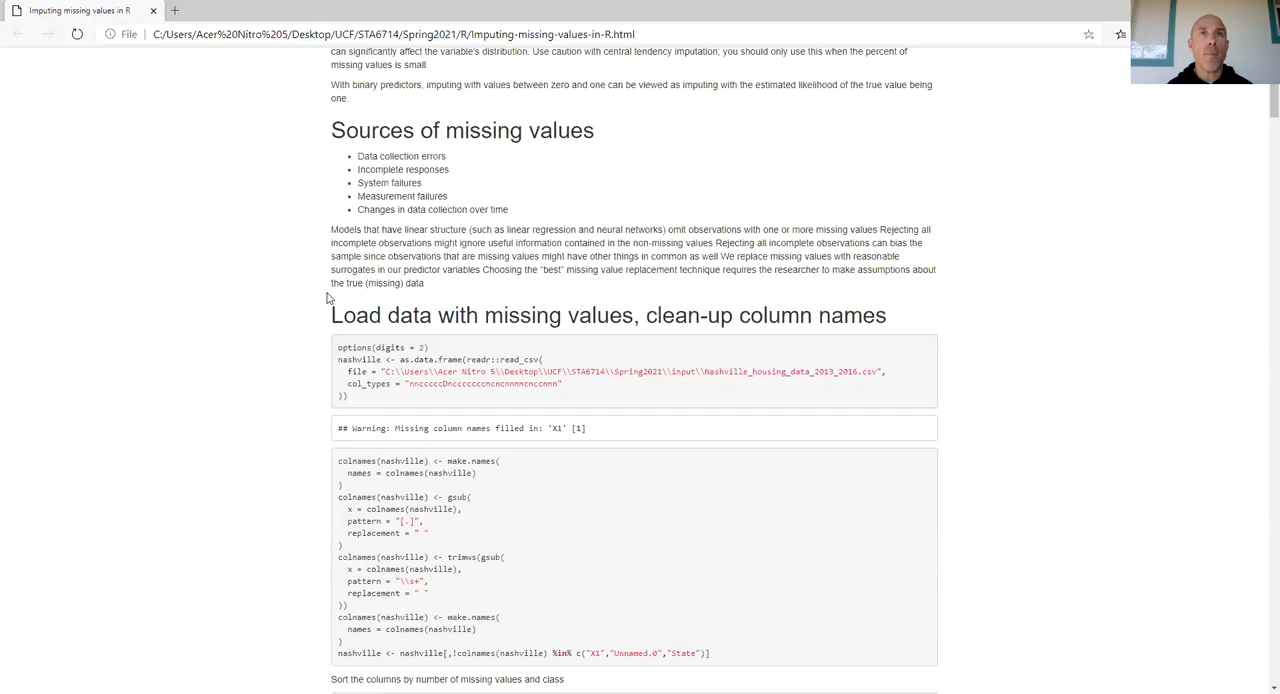 Imputing missing values in R
File
C:/Users/Acer%20Nitro%205/Desktop/UCF/STA6714/Spring2021/R/Imputing-missing-values-in-R.html
can significantly affect the variable's distribution. Use caution with central tendency imputation; you should only use this when the percent of
missing values is small.
With binary predictors, imputing with values between zero and one can be viewed as imputing with the estimated likelihood of the true value being
one.
Sources of missing values
• Data collection errors
• Incomplete responses
• System failures
• Measurement failures
• Changes in data collection over time
Models that have linear structure (such as linear regression and neural networks) omit observations with one or more missing values Rejecting all
incomplete observations might ignore useful information contained in the non-missing values Rejecting all incomplete observations can bias the
sample since observations that are missing values might have other things in common as well We replace missing values with reasonable
surrogates in our predictor variables Choosing the “best” missing value replacement technique requires the researcher to make assumptions about
the true (missing) data
Load data with missing values, clean-up column names
options(digits = 2)
nashville <- as.data.frame(readr::read_csv(
file = "C:\\Users\\Acer Nitro 5\\Desktop\\UCF\\STA6714\\Spring2021\\input\\Nashville_housing_data_2013_2016.csv",
))
## Warning: Missing column names filled in: 'X1' [1]
colnames(nashville) <- make.names(
names = colnames(nashville)
)
colnames(nashville) <- gsub(
x = colnames(nashville),
pattern = "[.]",
replacement = " "
)
colnames(nashville) <- trimws(gsub(
x = colnames(nashville),
pattern = "\\s+",
replacement = " "
))
colnames(nashville) <- make.names(
names = colnames(nashville)
)
nashville <- nashville[,!colnames(nashville) %in% c("X1","Unnamed.0","State")]
Sort the columns by number of missing values and class